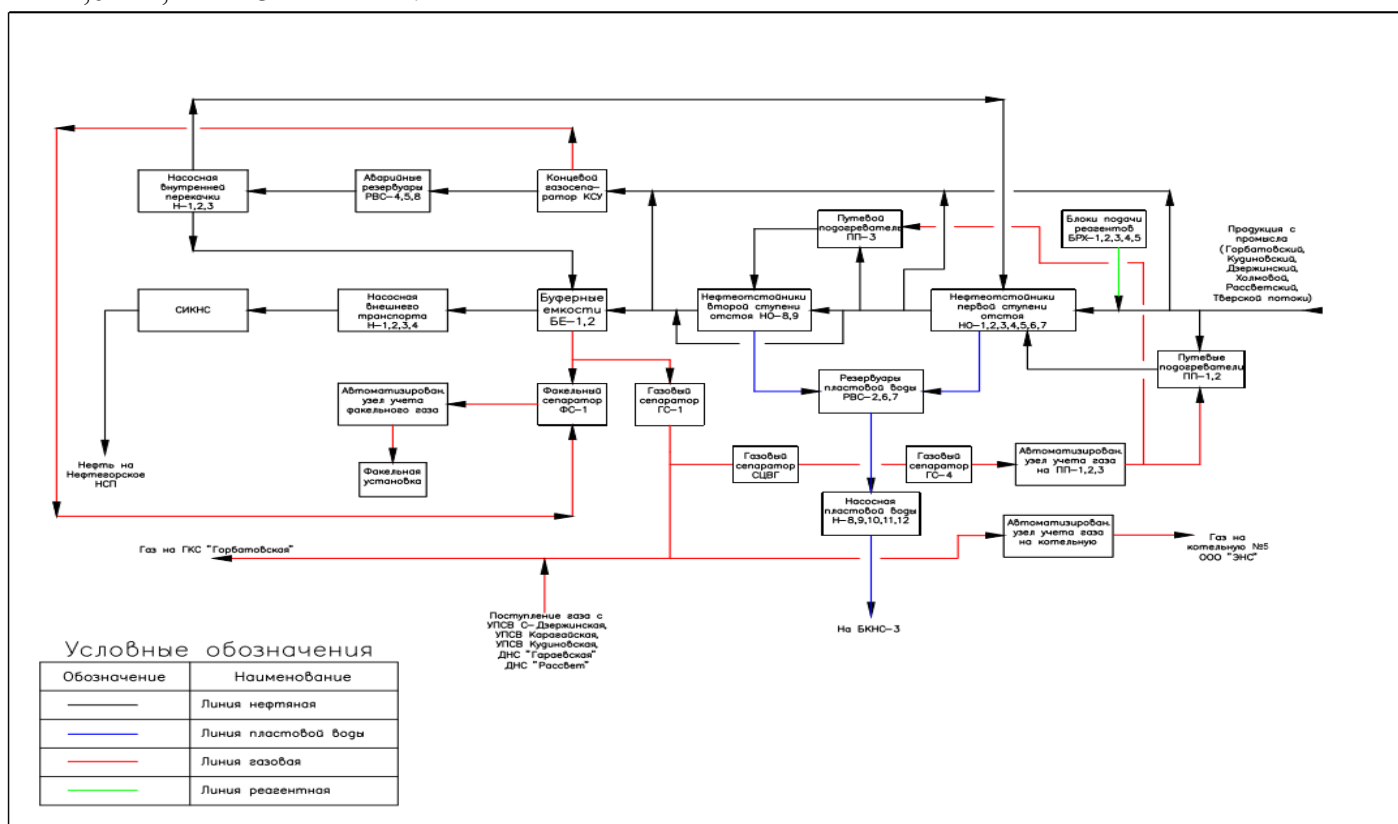 Насосная
внутренней
перекачки
Н-1,2,3
Аварийные
резервуары
РВС-4,5,8
Концевой
газосепа-
ратор КСУ
Путевой
подогреватель
ПП-3
Блоки подачи
реагентов
БРХ-1,2,3,4,5
Продукция с
промысла
(Горбатовский,
Кудиновский,
Дзержинский,
Холмовой,
Рассветский,
Тверской потоки)
СИКНС
Насосная
внешнего
транспорта
Н-1,2,3,4
Буферные
емкости
БЕ-1,2
Нефтеотстойники
второй ступени
отстоя НО-8,9
Нефтеотстойники
первой ступени
отстоя
НО-1,2,3,4,5,6,7
Путевые
подогреватели
ПП-1,2
Автоматизирован.
узел учета
факельного газа
Факельный
сепаратор
ФС-1
Газовый
сепаратор
ГС-1
Резервуары
пластовой воды
РВС-2,6,7
Нефть на
Нефтегорское
НСП
Факельная
установка
Газовый
сепаратор
СЦВГ
Газовый
сепаратор
ГС-4
Автоматизирован.
узел учета газа
на ПП-1,2,3
Насосная
пластовой воды
Н-8,9,10,11,12
Автоматизирован.
узел учета газа
на котельную
Газ на
котельную №5
ООО "ЭНС"
Газ на ГКС "Горбатовская"
Поступление газа с
УПСВ С-Дзержинская,
УПСВ Карагайская,
УПСВ Кудиновская,
ДНС "Гараевская"
ДНС "Рассвет"
На БКНС-3
Условные обозначения
Обозначение Наименование
Линия нефтяная
Линия пластовой воды
Линия газовая
Линия реагентная